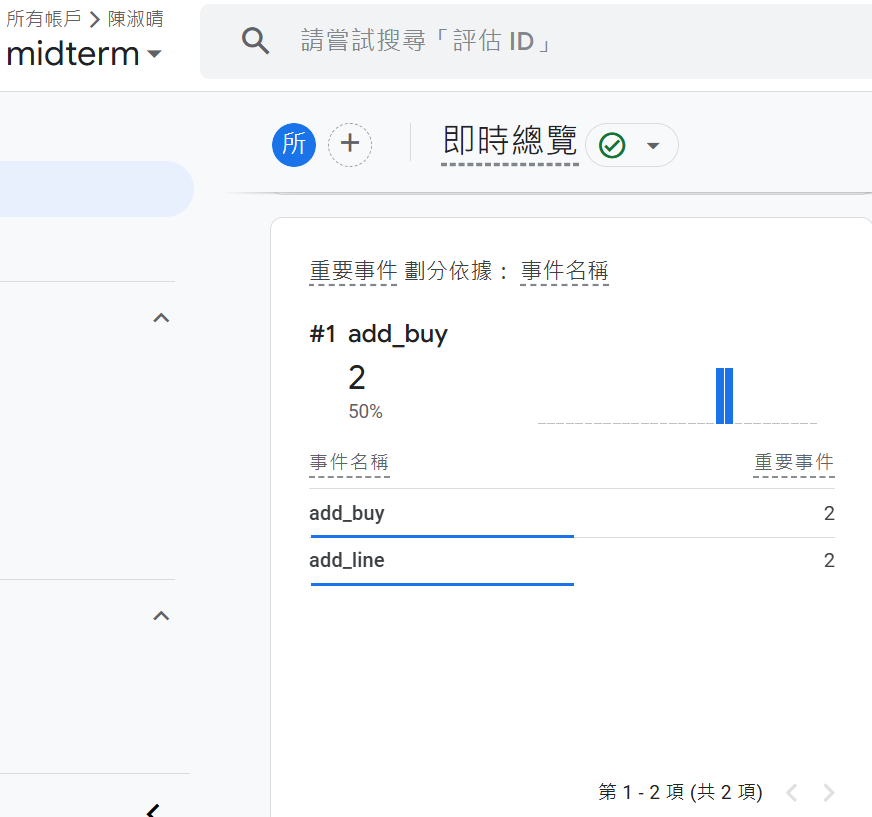 所有帳戶 > 陳淑晴
midterm
請嘗試搜尋「評估 ID」
所
即時總覽
重要事件 劃分依據： 事件名稱
#1 add_buy
2
50%
事件名稱 重要事件
add_buy 2
add_line 2
第 1 - 2 項 (共 2 項)